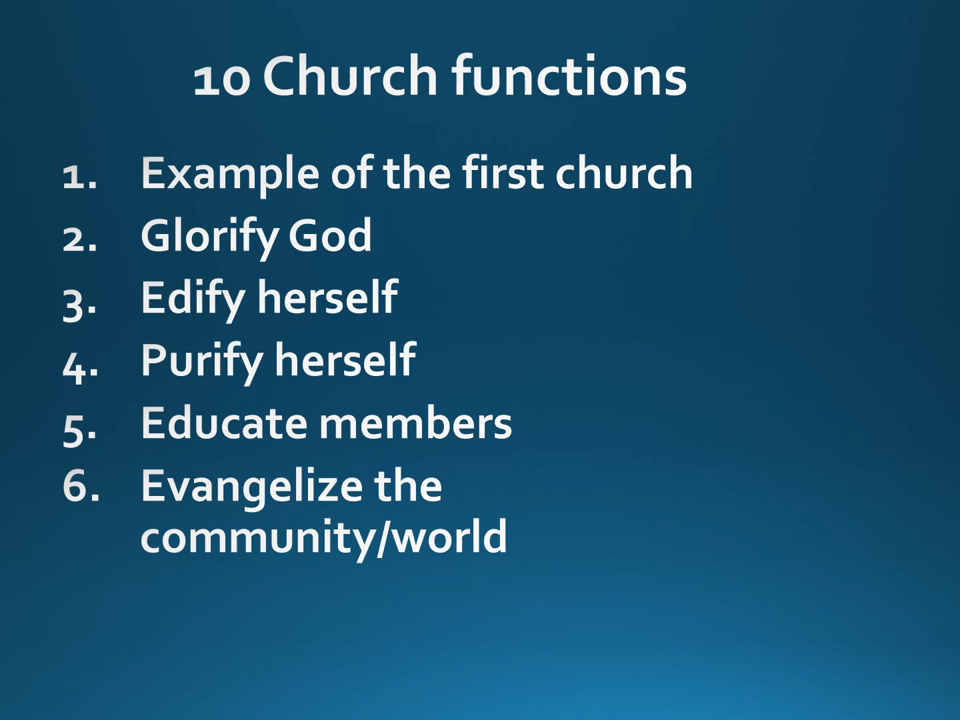 10 Church functions
1. Example of the first church
2. Glorify God
3. Edify herself
4. Purify herself
5. Educate members
6. Evangelize the
community/world